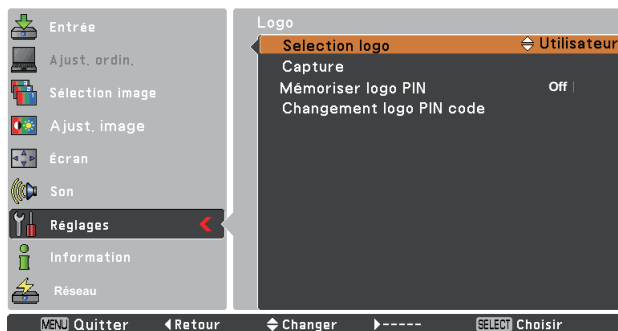 Entrée
Ajust. ordin.
Sélection image
Ajust. image
Écran
Son
Réglages
Information
Réseau
Logo
Selection logo Utilisateur
Capture
Mémoriser logo PIN Off
Changement logo PIN code
MENU Quitter Retour Changer ----- SELECT Choisir